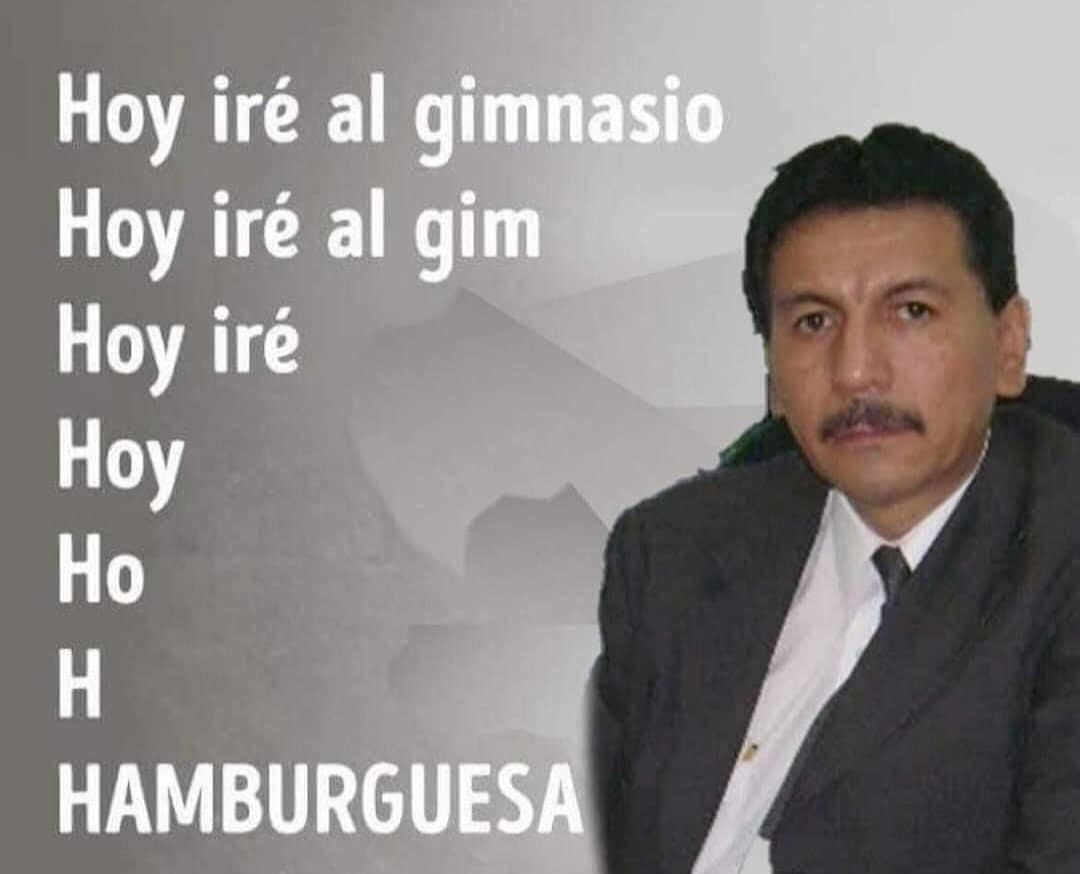 Hoy iré al gimnasio
Hoy iré al gim
Hoy iré
Hoy
Ho
H
HAMBURGUESA